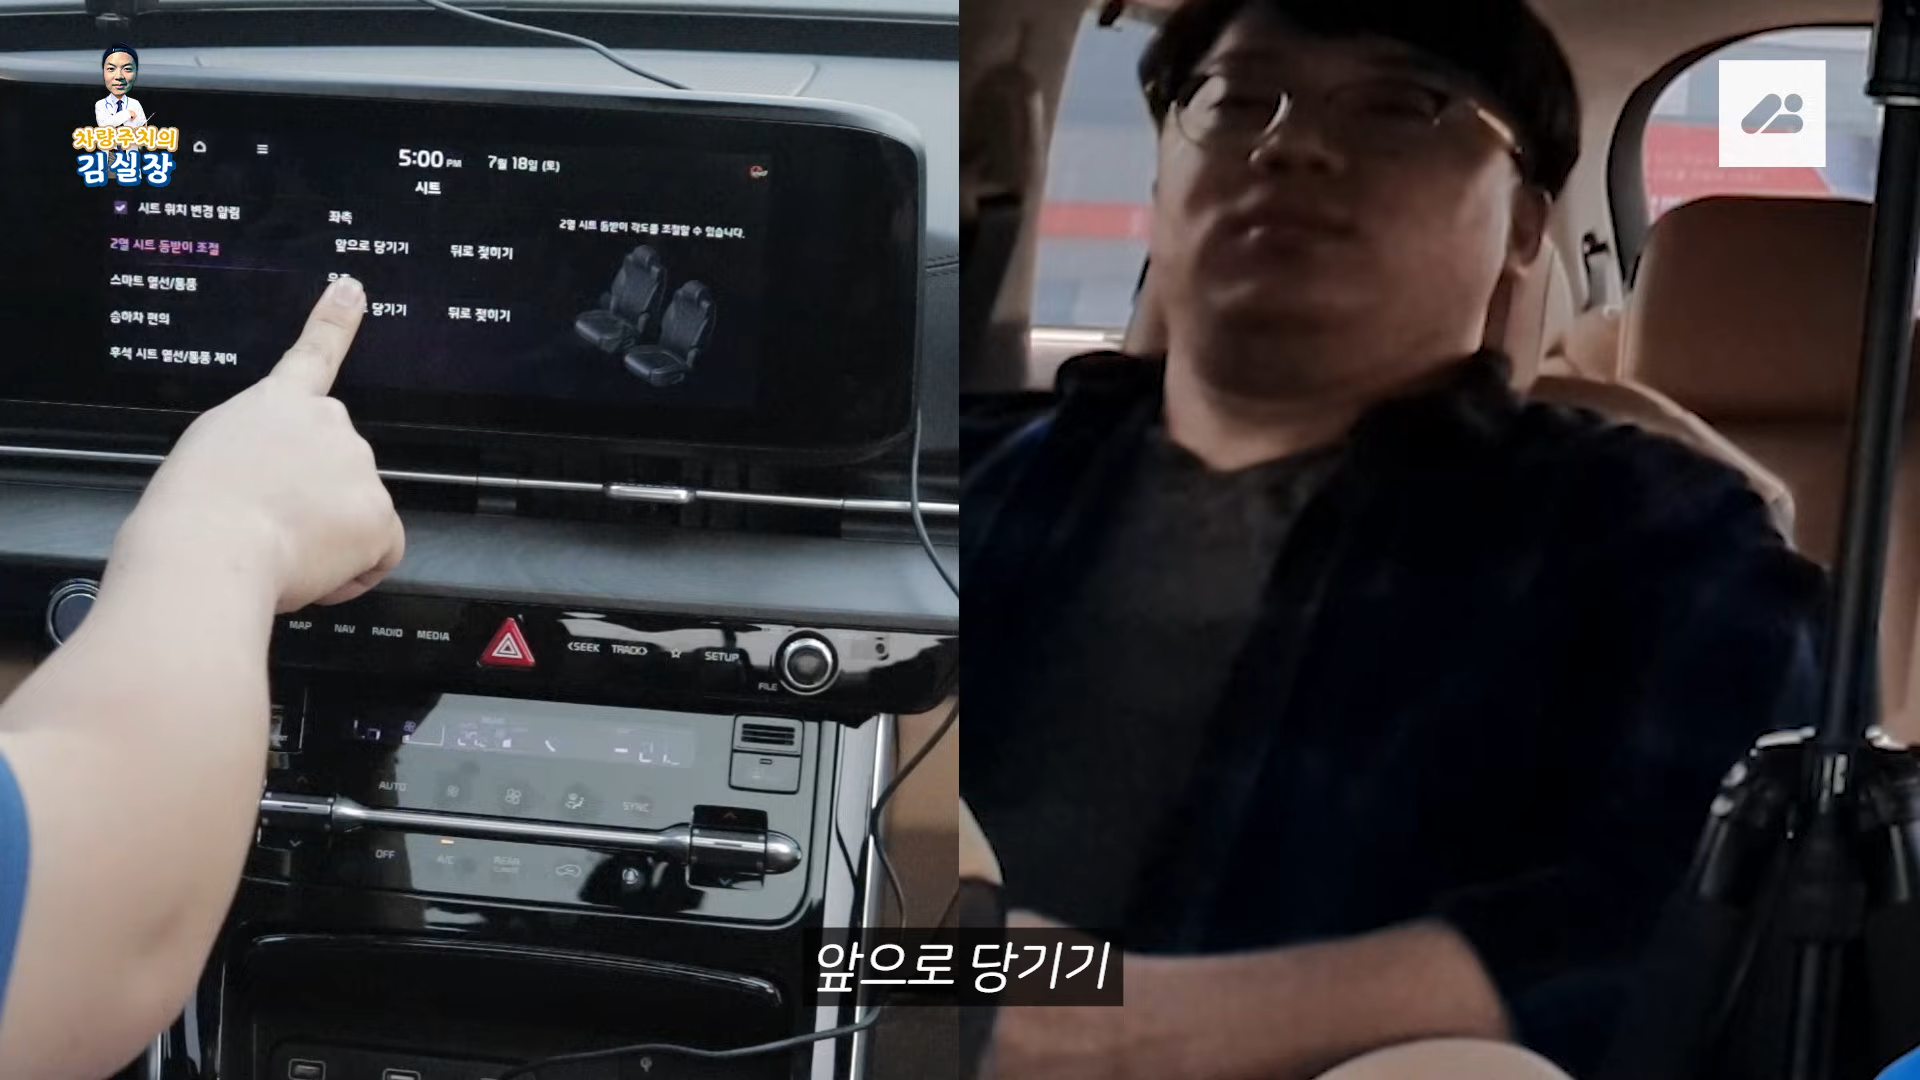 차량주치의
김실장
5:00 PM 7월 18일 (토)
시트
시트 위치 변경 알림
2열 시트 등받이 조절
스마트 열선/통풍
승하차 편의
후석 시트 열선/통풍 제어
좌측
앞으로 당기기 뒤로 젖히기
당기기 뒤로 젖히기
2열 시트 등받이 각도를 조절할 수 있습니다.
MAP NAV RADIO MEDIA
<SEEK TRACK> ☆ SETUP
FILE
AUTO SYNC
OFF A/C REAR
앞으로 당기기